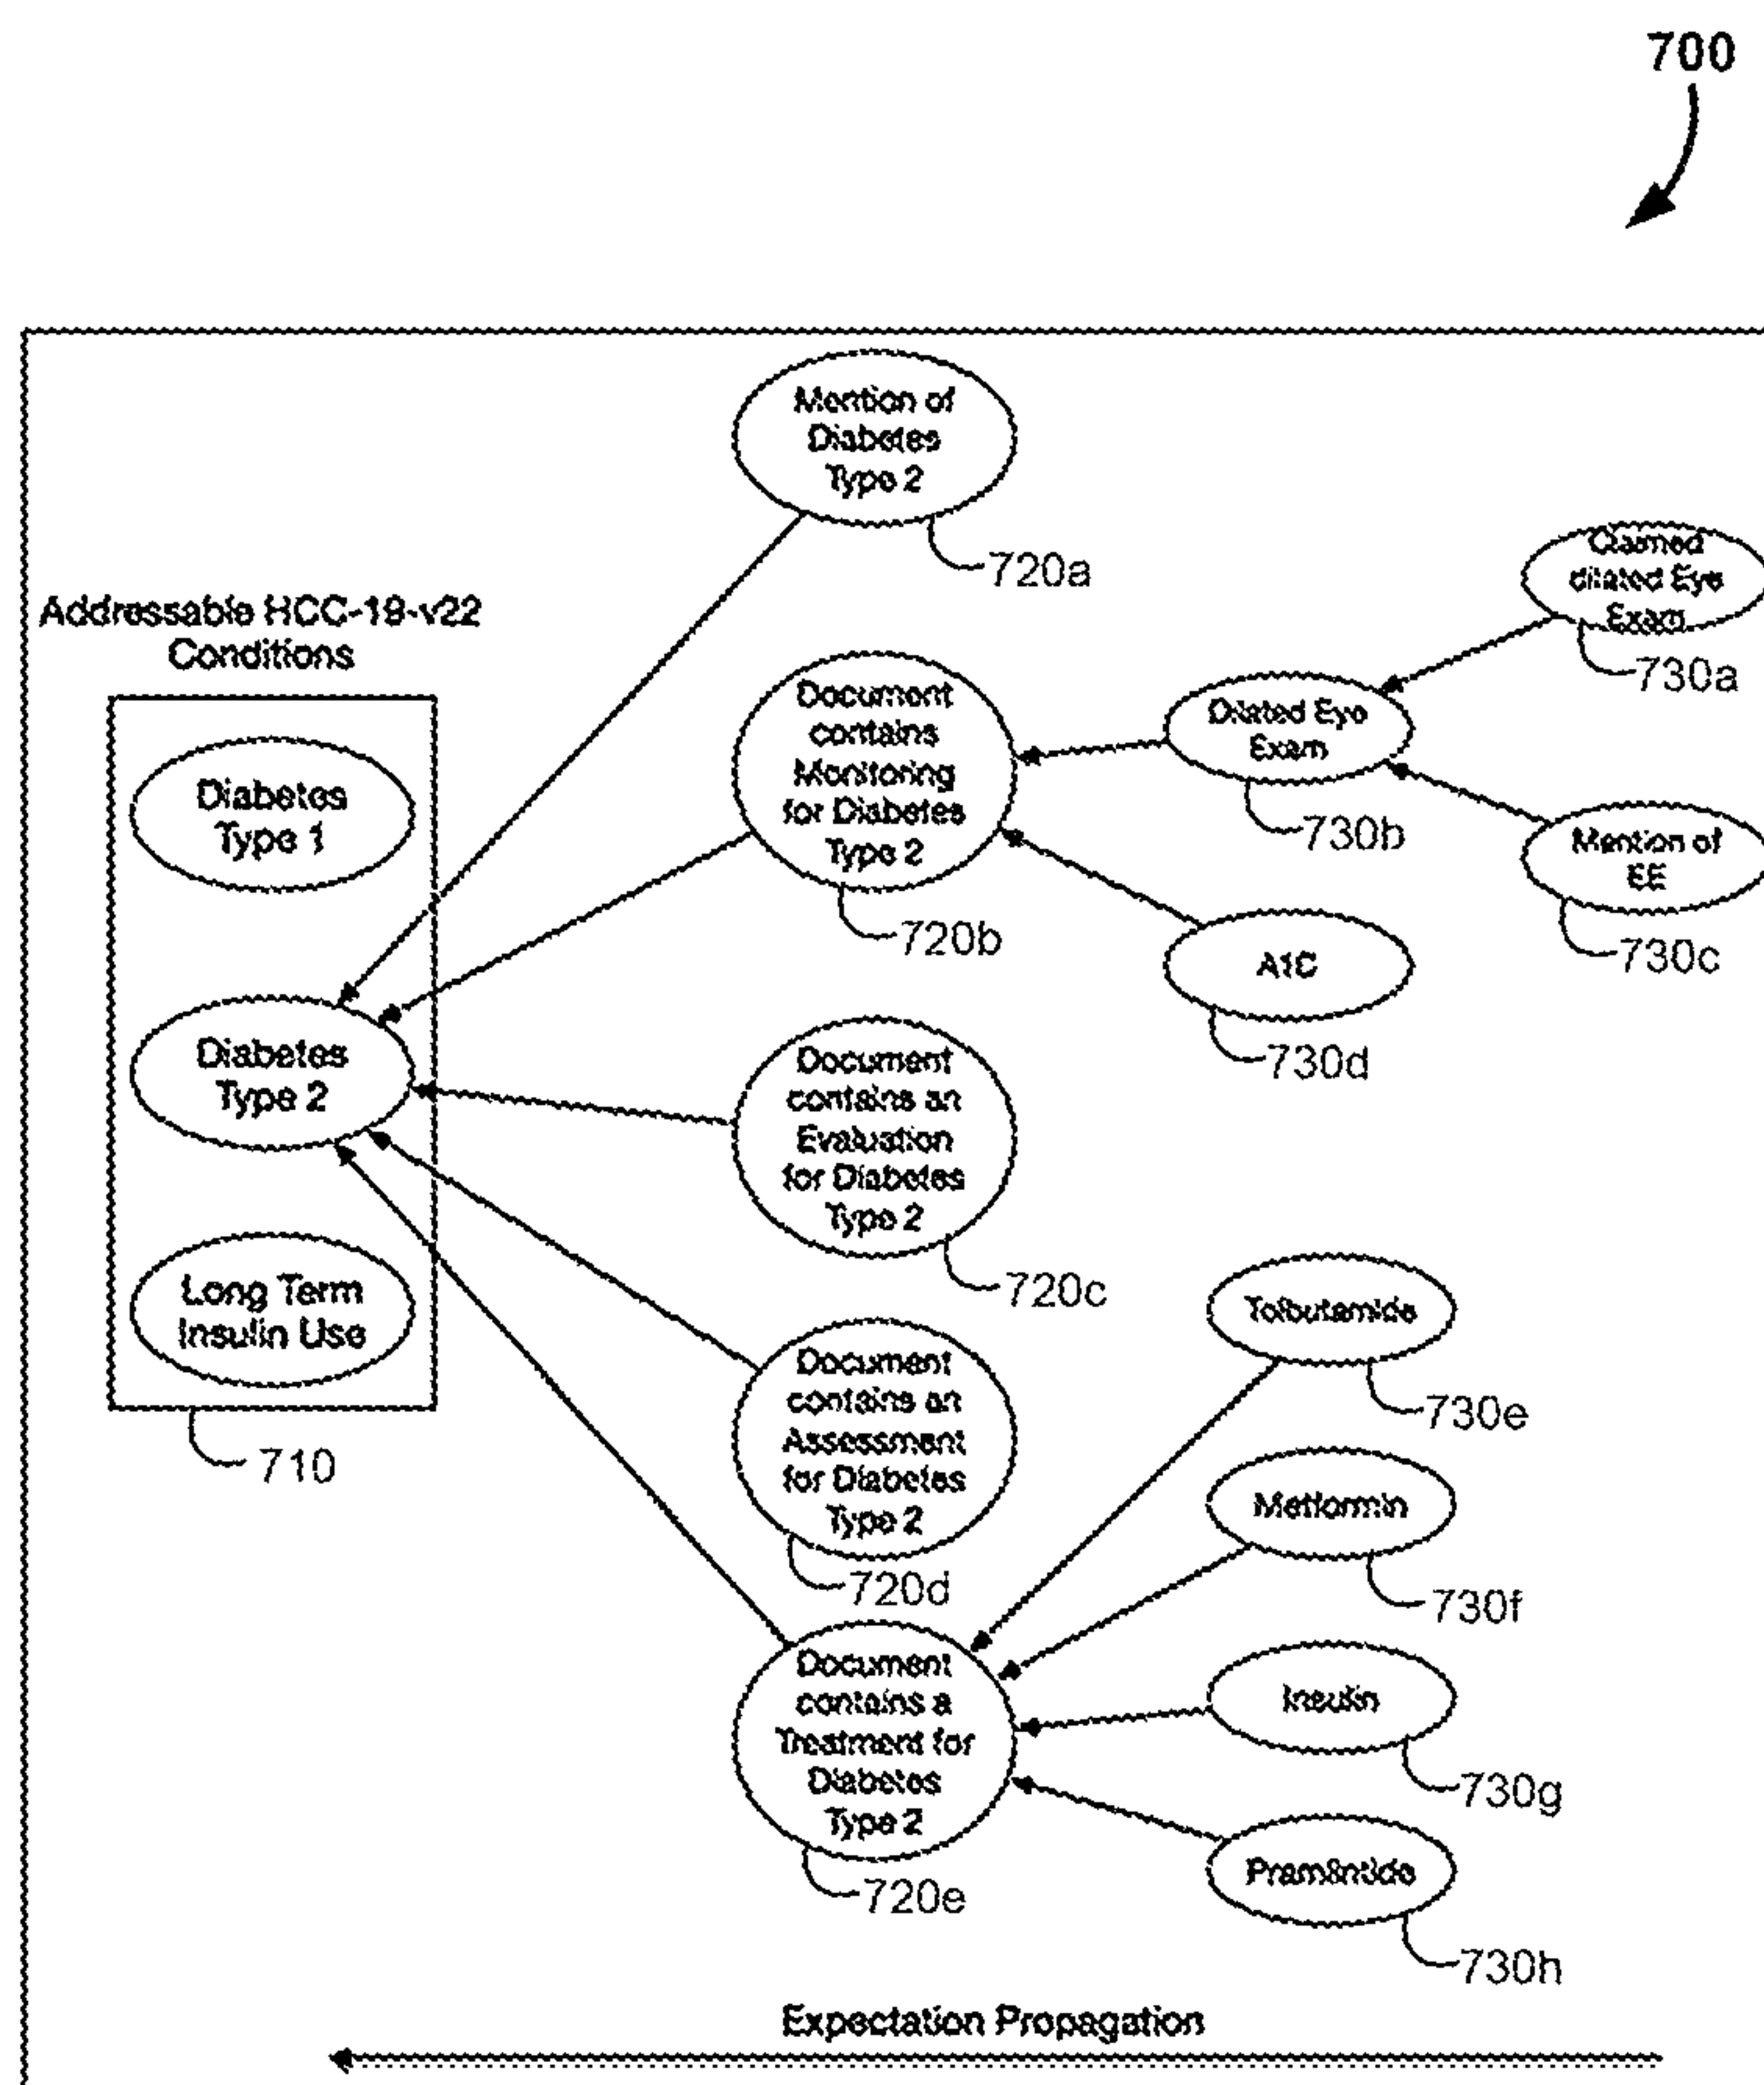 700
Mention of
Diabetes
Type 2
720a
Claimed
dilated Eye
Exam
730a
Addressable HCC-19-v22
Conditions
Diabetes
Type 1
Diabetes
Type 2
Long Term
Insulin Use
710
Document
contains
Monitoring
for Diabetes
Type 2
720b
Dilated Eye
Exam
730b
Mention of
EE
730c
A1C
730d
Document
contains an
Evaluation
for Diabetes
Type 2
720c
Document
contains an
Assessment
for Diabetes
Type 2
720d
Tolbutamide
730e
Metformin
730f
Document
contains a
Treatment for
Diabetes
Type 2
720e
Insulin
730g
730h
Expectation Propagation